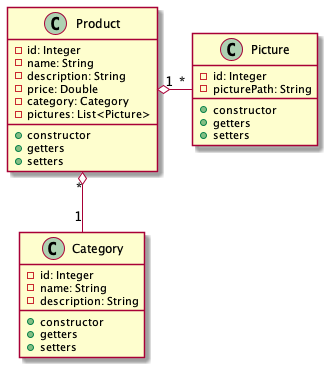 C Product
id: Integer
name: String
description: String
price: Double
category: Category
pictures: List<Picture>
constructor
getters
setters
1 *
C Picture
id: Integer
picturePath: String
constructor
getters
setters
*
1
C Category
id: Integer
name: String
description: String
constructor
getters
setters